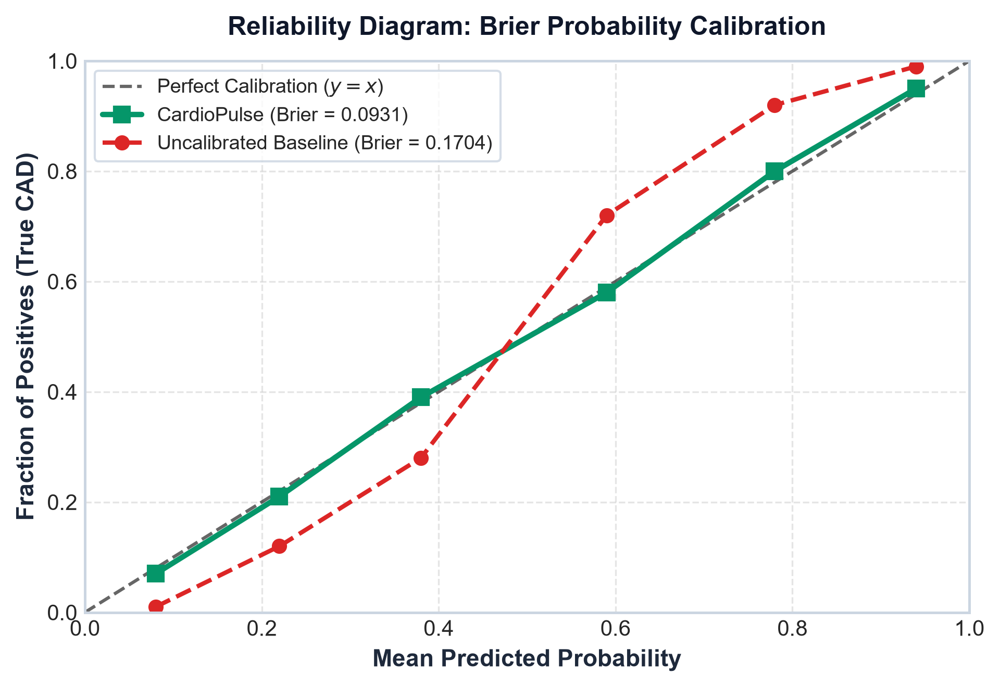 Reliability Diagram: Brier Probability Calibration
Perfect Calibration (y = x)
CardioPulse (Brier = 0.0931)
Uncalibrated Baseline (Brier = 0.1704)
Fraction of Positives (True CAD)
1.0
0.8
0.6
0.4
0.2
0.0
0.0 0.2 0.4 0.6 0.8 1.0
Mean Predicted Probability